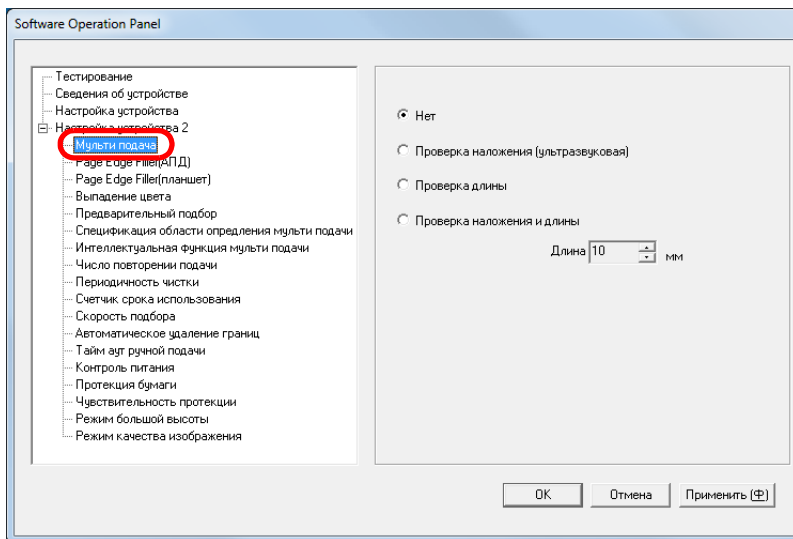 Software Operation Panel
Тестирование
Сведения об устройстве
Настройка устройства
Настройка устройства 2
Мульти подача
Page Edge Filler(АПД)
Page Edge Filler(планшет)
Выпадение цвета
Предварительный подбор
Спецификация области опредления мульти подачи
Интеллектуальная функция мульти подачи
Число повторении подачи
Периодичность чистки
Счетчик срока использования
Скорость подбора
Автоматическое удаление границ
Тайм аут ручной подачи
Контроль питания
Протекция бумаги
Чувствительность протекции
Режим большой высоты
Режим качества изображения
Нет
Проверка наложения (ультразвуковая)
Проверка длины
Проверка наложения и длины
Длина 10 мм
OK Отмена Применить (Ф)